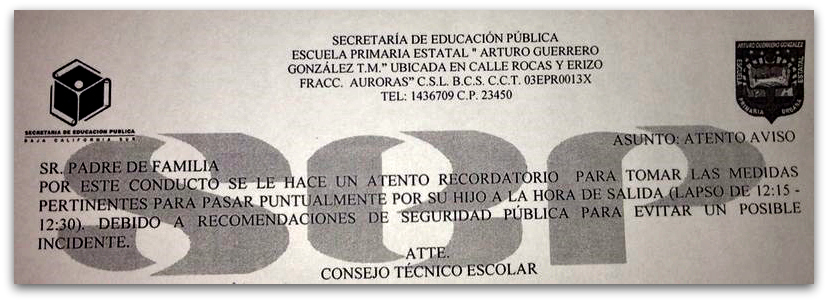 SECRETARÍA DE EDUCACIÓN PÚBLICA
ESCUELA PRIMARIA ESTATAL " ARTURO GUERRERO
GONZÁLEZ T.M.” UBICADA EN CALLE ROCAS Y ERIZO
FRACC. AURORAS” C.S.L. B.C.S. C.C.T. 03EPR0013X
TEL: 1436709 C.P. 23450
SECRETARIA DE EDUCACION PUBLICA
BAJA CALIFORNIA SUR
ARTURO GUERRERO GONZALEZ
ESCUELA
ESTATAL
PRIMARIA URBANA
sep
ASUNTO: ATENTO AVISO
SR. PADRE DE FAMILIA
POR ESTE CONDUCTO SE LE HACE UN ATENTO RECORDATORIO PARA TOMAR LAS MEDIDAS
PERTINENTES PARA PASAR PUNTUALMENTE POR SU HIJO A LA HORA DE SALIDA (LAPSO DE 12:15 -
12:30). DEBIDO A RECOMENDACIONES DE SEGURIDAD PÚBLICA PARA EVITAR UN POSIBLE
INCIDENTE.
ATTE.
CONSEJO TÉCNICO ESCOLAR